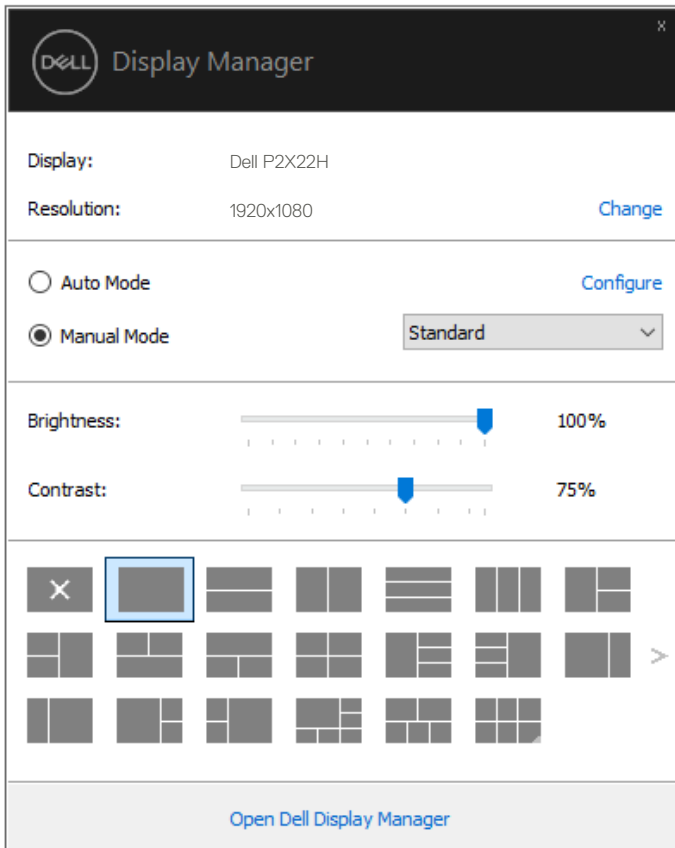 x
DELL Display Manager
Display: Dell P2X22H
Resolution: 1920x1080 Change
Auto Mode Configure
Manual Mode Standard
Brightness: 100%
Contrast: 75%
Open Dell Display Manager